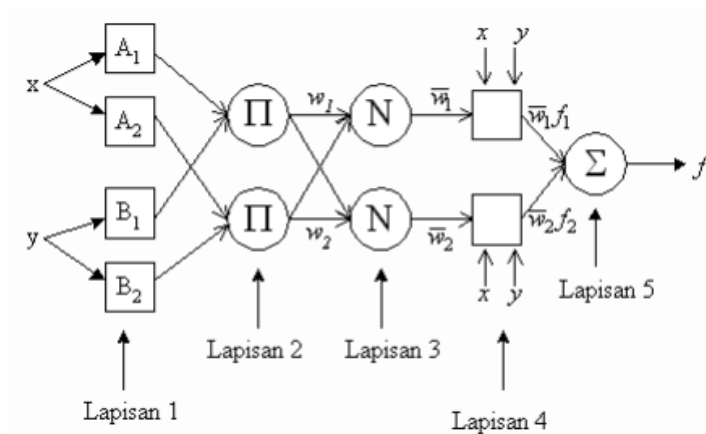 x y
A₁
x
w₁ w̅₁ w̅₁f₁
Π N
A₂
Σ f
B₁
y
Π N
w₂ w̅₂ w̅₂f₂
B₂
x y
Lapisan 5
Lapisan 2 Lapisan 3
Lapisan 1 Lapisan 4